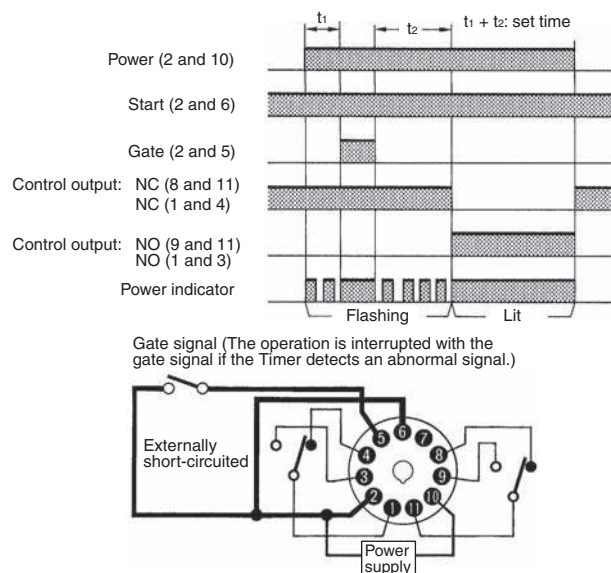 t₁
t₂
t₁ + t₂: set time
Power (2 and 10)
Start (2 and 6)
Gate (2 and 5)
Control output: NC (8 and 11)
NC (1 and 4)
Control output: NO (9 and 11)
NO (1 and 3)
Power indicator
Flashing
Lit
Gate signal (The operation is interrupted with the
gate signal if the Timer detects an abnormal signal.)
Externally
short-circuited
5 6 7
4 8
3 9
2 10
1 11
Power
supply